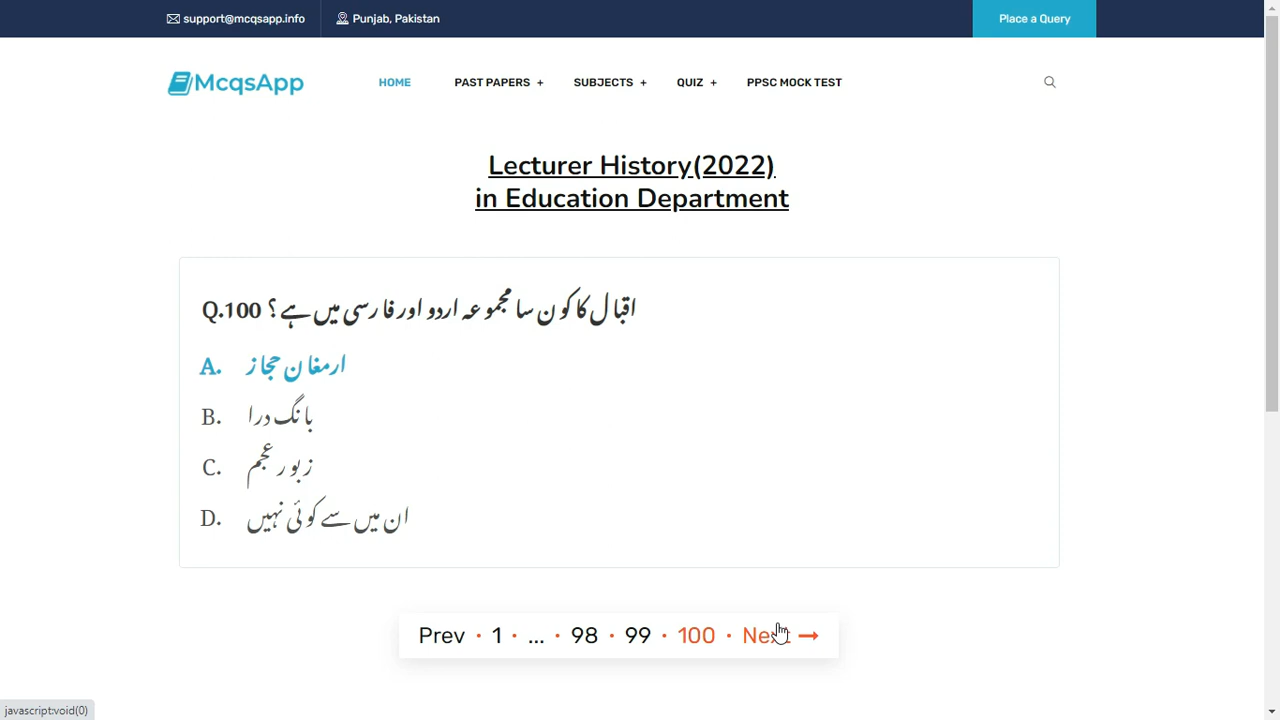 support@mcqsapp.info
Punjab, Pakistan
Place a Query
McqsApp
HOME
PAST PAPERS +
SUBJECTS +
QUIZ +
PPSC MOCK TEST
Lecturer History(2022)
in Education Department
Q.100 اقبال کا کون سا مجموعہ اردو اور فارسی میں ہے ؟
A. ارمغان حجاز
B. بانگ درا
C. زبور عجم
D. ان میں سے کوئی نہیں
Prev · 1 · ... · 98 · 99 · 100 · Next →
javascript:void(0)